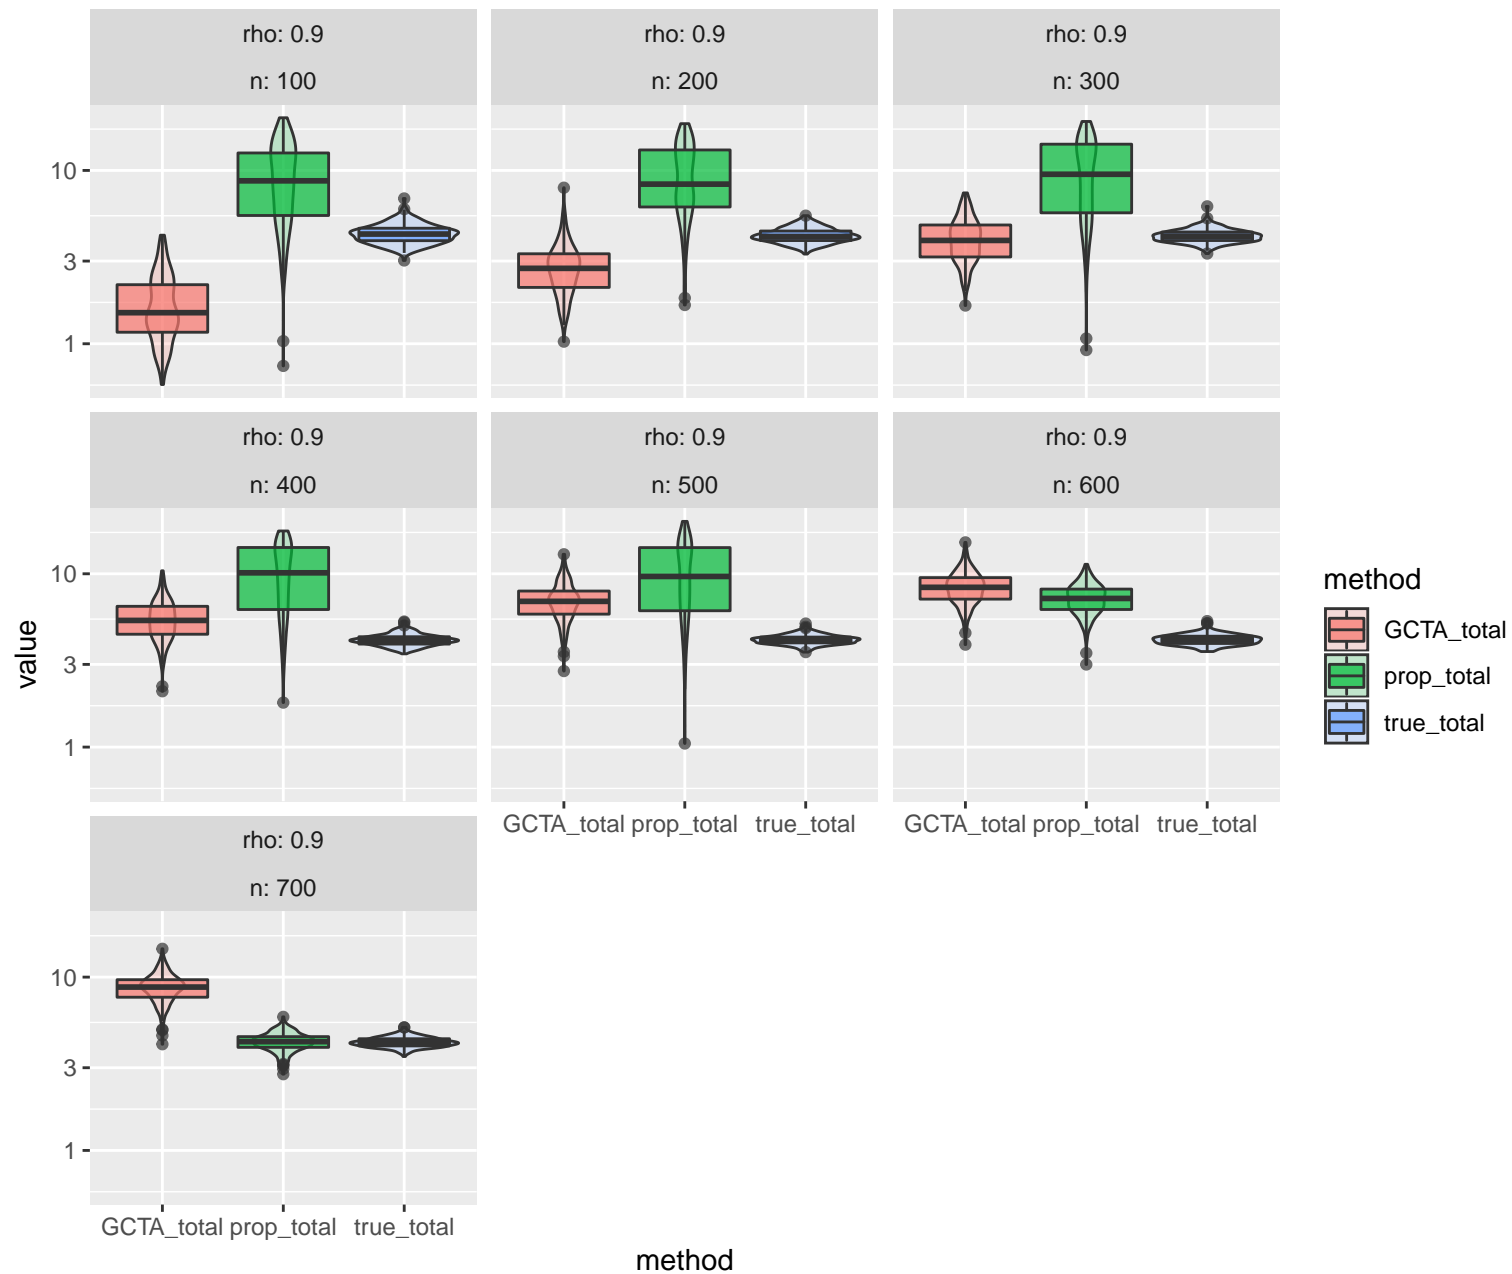 rho: 0.9
n: 100
rho: 0.9
n: 200
rho: 0.9
n: 300
10
3
1
rho: 0.9
n: 400
rho: 0.9
n: 500
rho: 0.9
n: 600
10
3
1
GCTA_total prop_total true_total
GCTA_total prop_total true_total
rho: 0.9
n: 700
10
3
1
GCTA_total prop_total true_total
value
method
method
GCTA_total
prop_total
true_total